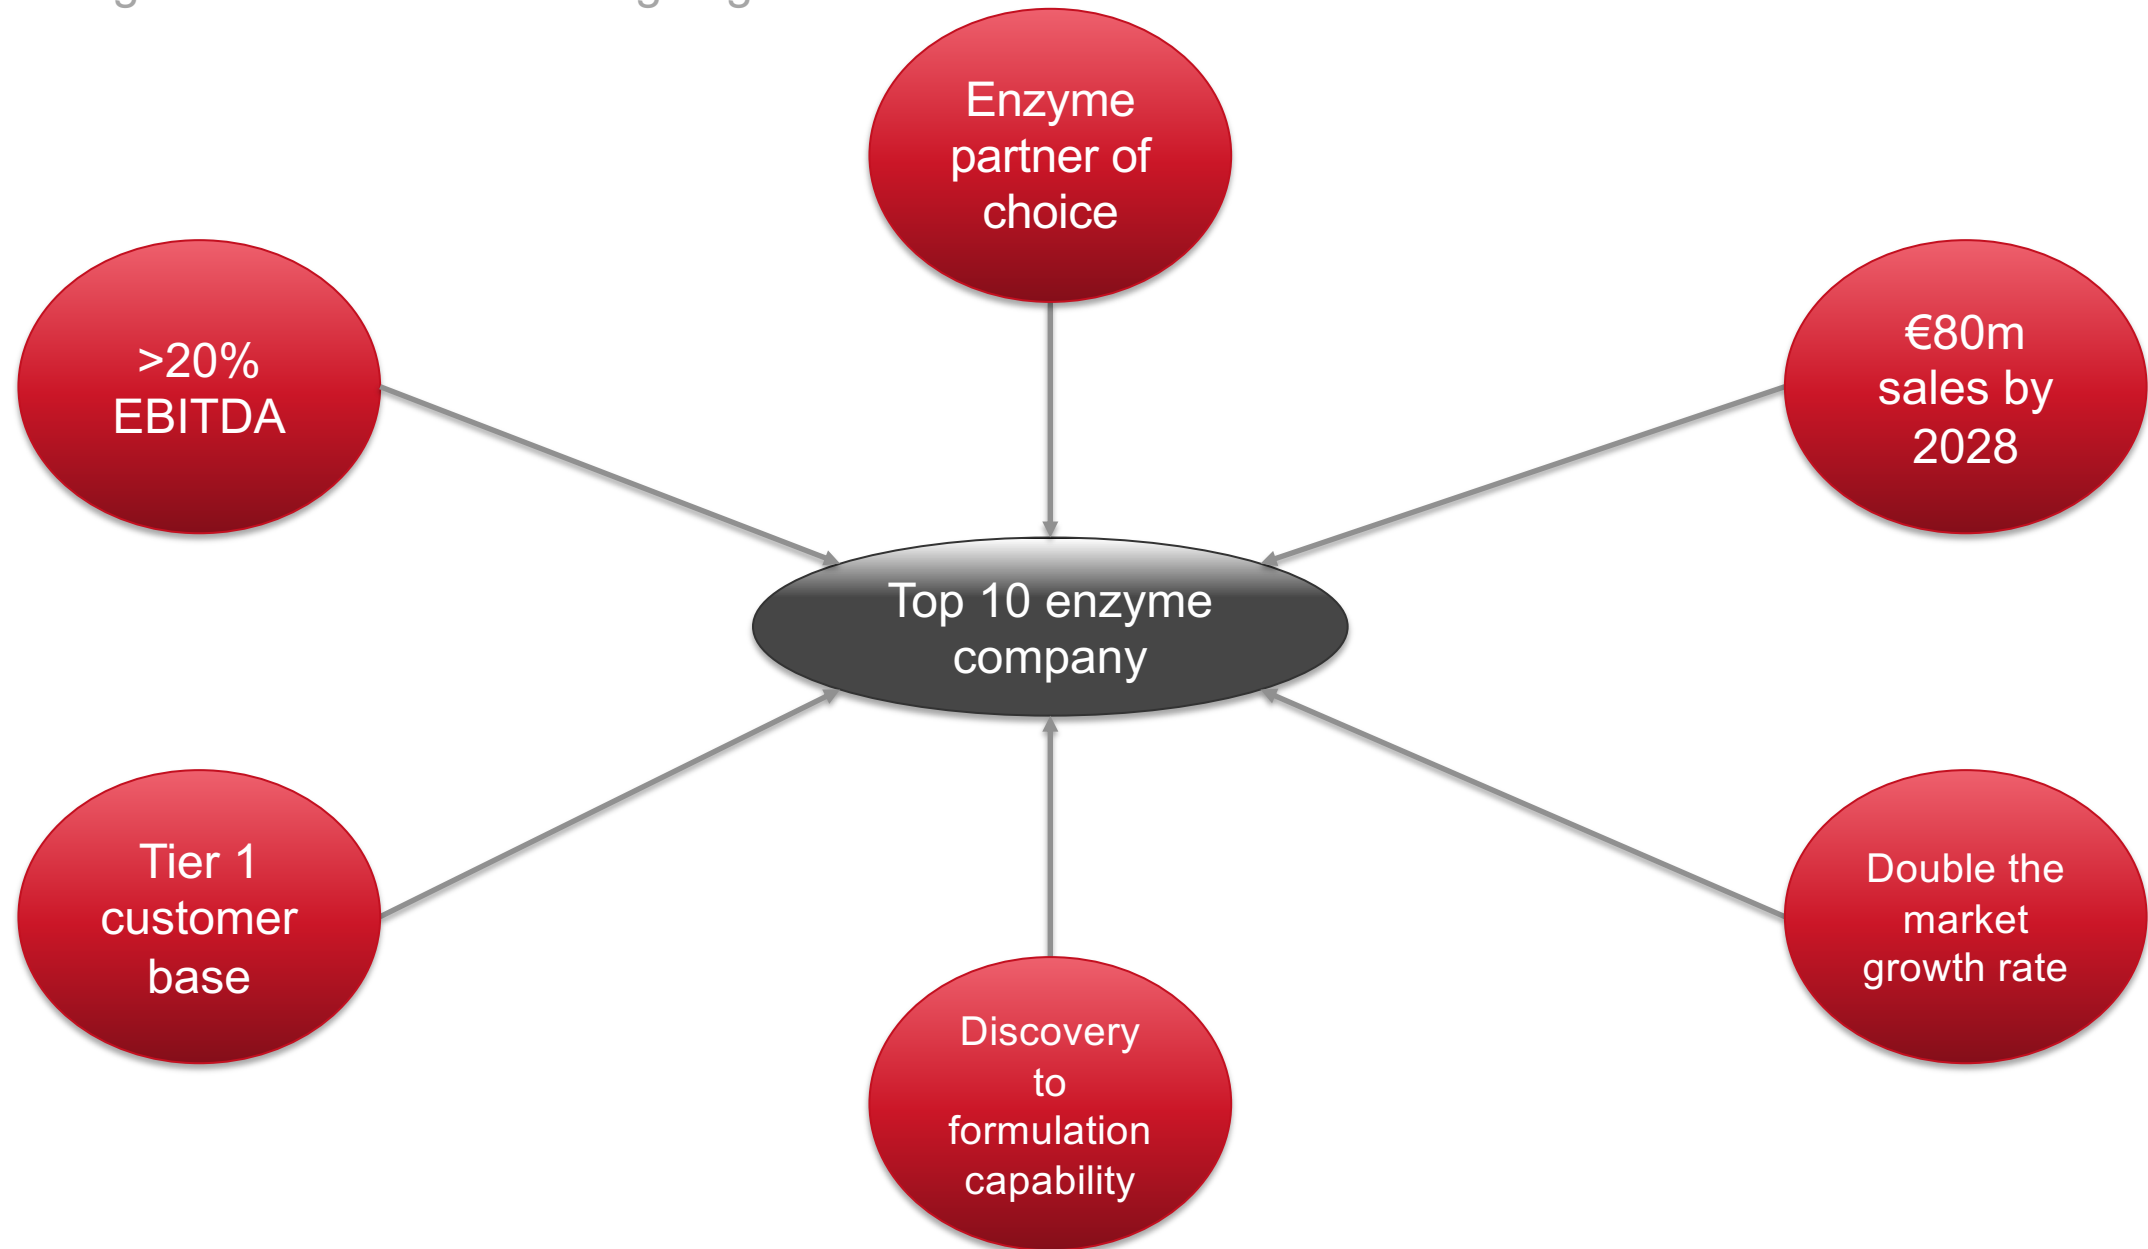 Enzyme
partner of
choice
>20%
EBITDA
€80m
sales by
2028
Top 10 enzyme
company
Tier 1
customer
base
Double the
market
growth rate
Discovery
to
formulation
capability